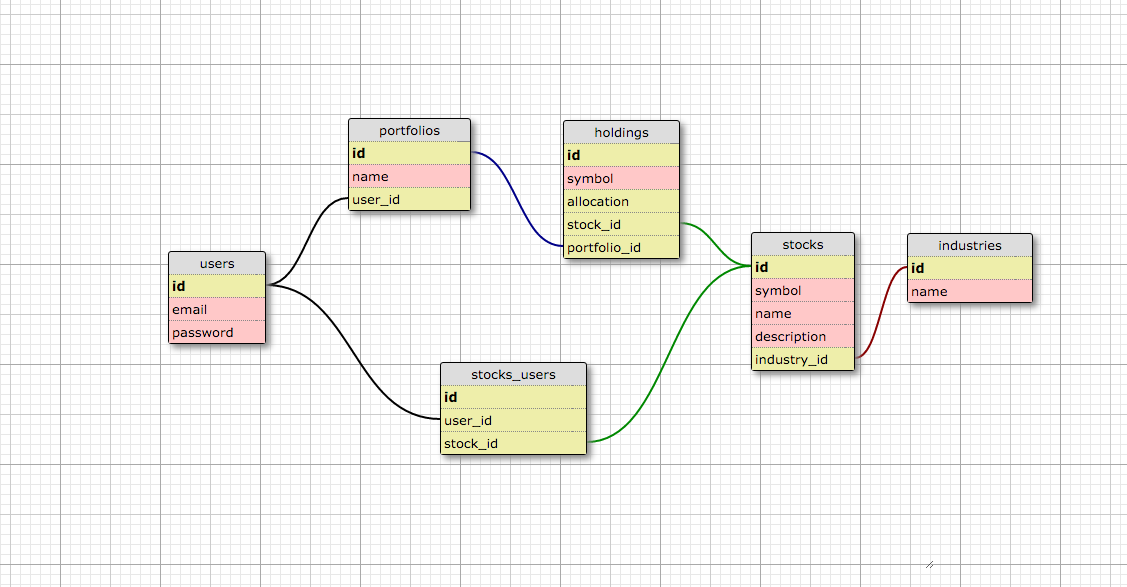 portfolios
id
name
user_id
holdings
id
symbol
allocation
stock_id
portfolio_id
users
id
email
password
stocks
id
symbol
name
description
industry_id
industries
id
name
stocks_users
id
user_id
stock_id